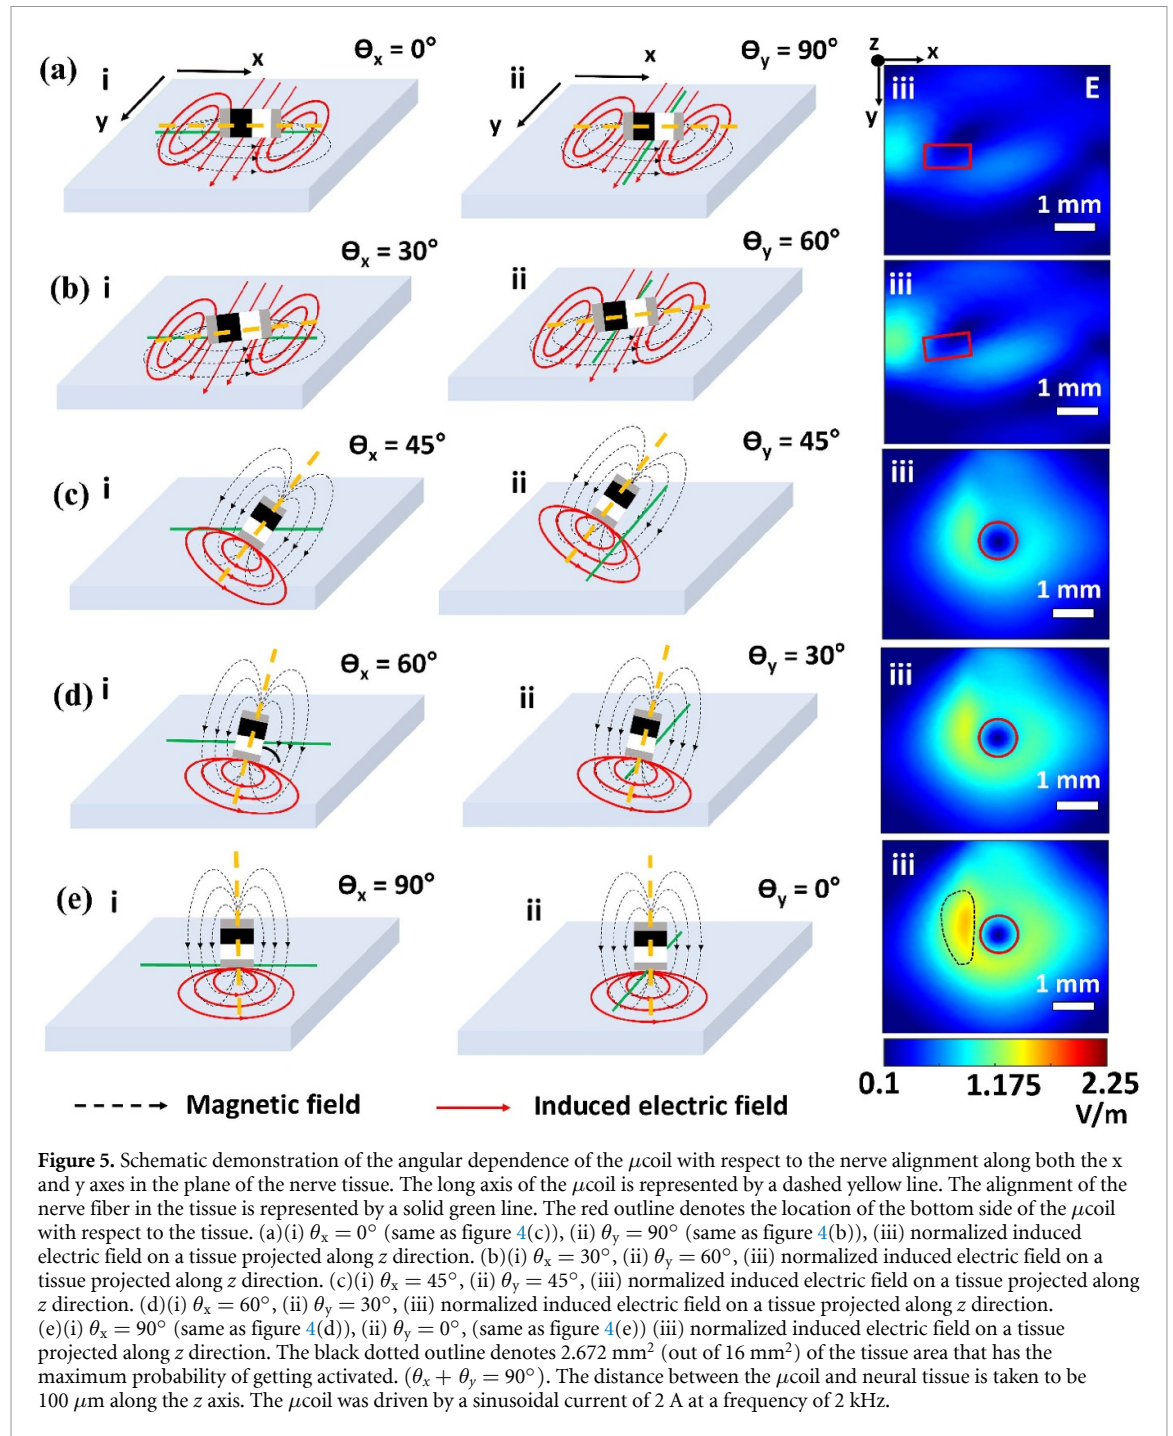 (a) i
Θx = 0°
x
y
ii
Θy = 90°
x
y
z
x
y
iii
E
1 mm
(b) i
Θx = 30°
ii
Θy = 60°
iii
1 mm
(c) i
Θx = 45°
ii
Θy = 45°
iii
1 mm
(d) i
Θx = 60°
ii
Θy = 30°
iii
1 mm
(e) i
Θx = 90°
ii
Θy = 0°
iii
1 mm
0.1 1.175 2.25
V/m
Magnetic field
Induced electric field
Figure 5. Schematic demonstration of the angular dependence of the μcoil with respect to the nerve alignment along both the x
and y axes in the plane of the nerve tissue. The long axis of the μcoil is represented by a dashed yellow line. The alignment of the
nerve fiber in the tissue is represented by a solid green line. The red outline denotes the location of the bottom side of the μcoil
with respect to the tissue. (a)(i) θx = 0° (same as figure 4(c)), (ii) θy = 90° (same as figure 4(b)), (iii) normalized induced
electric field on a tissue projected along z direction. (b)(i) θx = 30°, (ii) θy = 60°, (iii) normalized induced electric field on a
tissue projected along z direction. (c)(i) θx = 45°, (ii) θy = 45°, (iii) normalized induced electric field on a tissue projected along
z direction. (d)(i) θx = 60°, (ii) θy = 30°, (iii) normalized induced electric field on a tissue projected along z direction.
(e)(i) θx = 90° (same as figure 4(d)), (ii) θy = 0°, (same as figure 4(e)) (iii) normalized induced electric field on a tissue
projected along z direction. The black dotted outline denotes 2.672 mm² (out of 16 mm²) of the tissue area that has the
maximum probability of getting activated. (θx + θy = 90°). The distance between the μcoil and neural tissue is taken to be
100 μm along the z axis. The μcoil was driven by a sinusoidal current of 2 A at a frequency of 2 kHz.